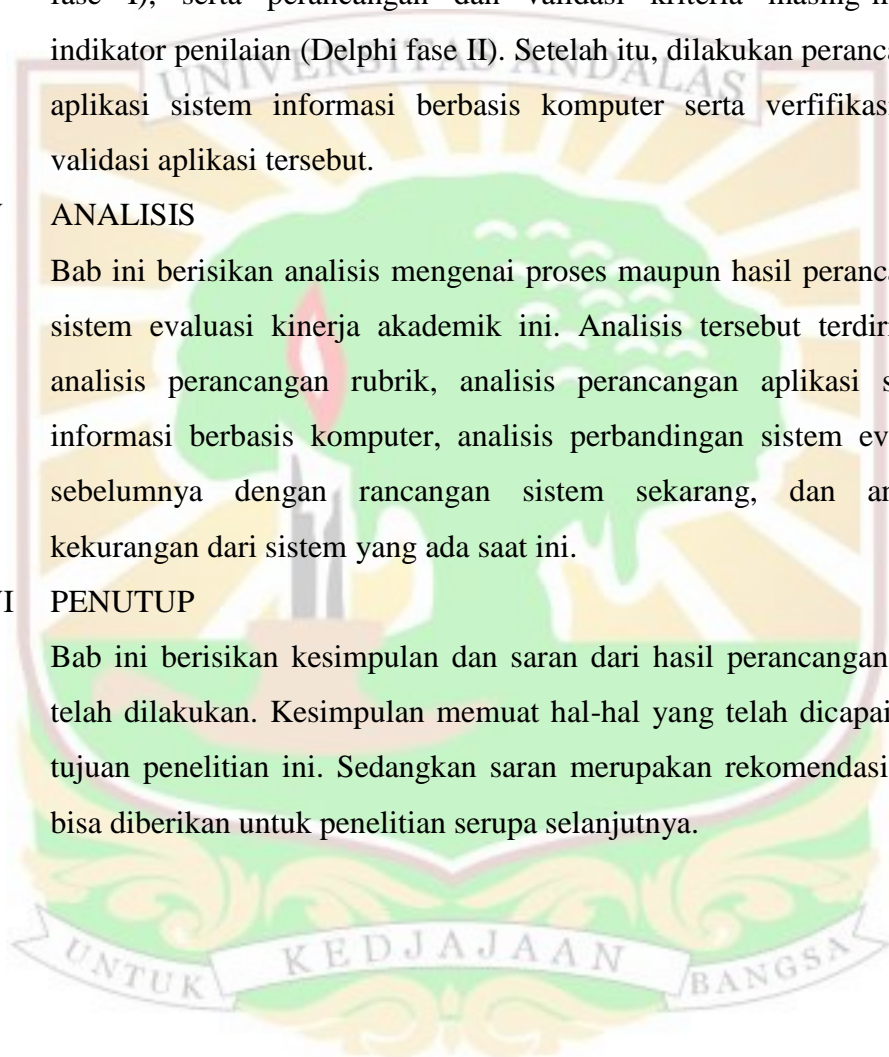 fase I), serta perancangan dan validasi kriteria masing-m
indikator penilaian (Delphi fase II). Setelah itu, dilakukan peranca
UNIVERSITAS ANDALAS
aplikasi sistem informasi berbasis komputer serta verfifikas
validasi aplikasi tersebut.
ANALISIS
Bab ini berisikan analisis mengenai proses maupun hasil peranca
sistem evaluasi kinerja akademik ini. Analisis tersebut terdiri
analisis perancangan rubrik, analisis perancangan aplikasi s
informasi berbasis komputer, analisis perbandingan sistem ev
sebelumnya dengan rancangan sistem sekarang, dan an
kekurangan dari sistem yang ada saat ini.
VI PENUTUP
Bab ini berisikan kesimpulan dan saran dari hasil perancangan
telah dilakukan. Kesimpulan memuat hal-hal yang telah dicapai
tujuan penelitian ini. Sedangkan saran merupakan rekomendasi
bisa diberikan untuk penelitian serupa selanjutnya.
UNTUK KEDJAJAAN BANGSA